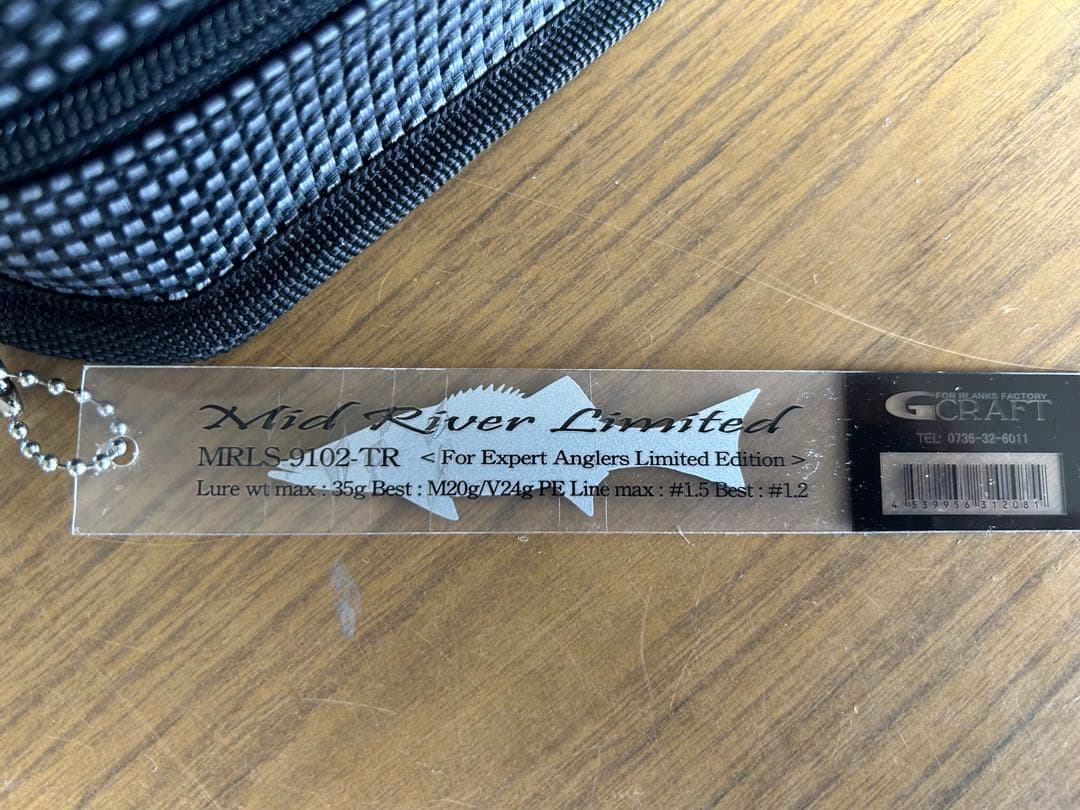 Mid River Limited
MRLS-9102-TR < For Expert Anglers Limited Edition >
Lure wt max : 35g Best : M20g/V24g PE Line max : #1.5 Best : #1.2
FOR BLANKS FACTORY
GCRAFT
TEL: 0736-32-6011
4 539956 312081